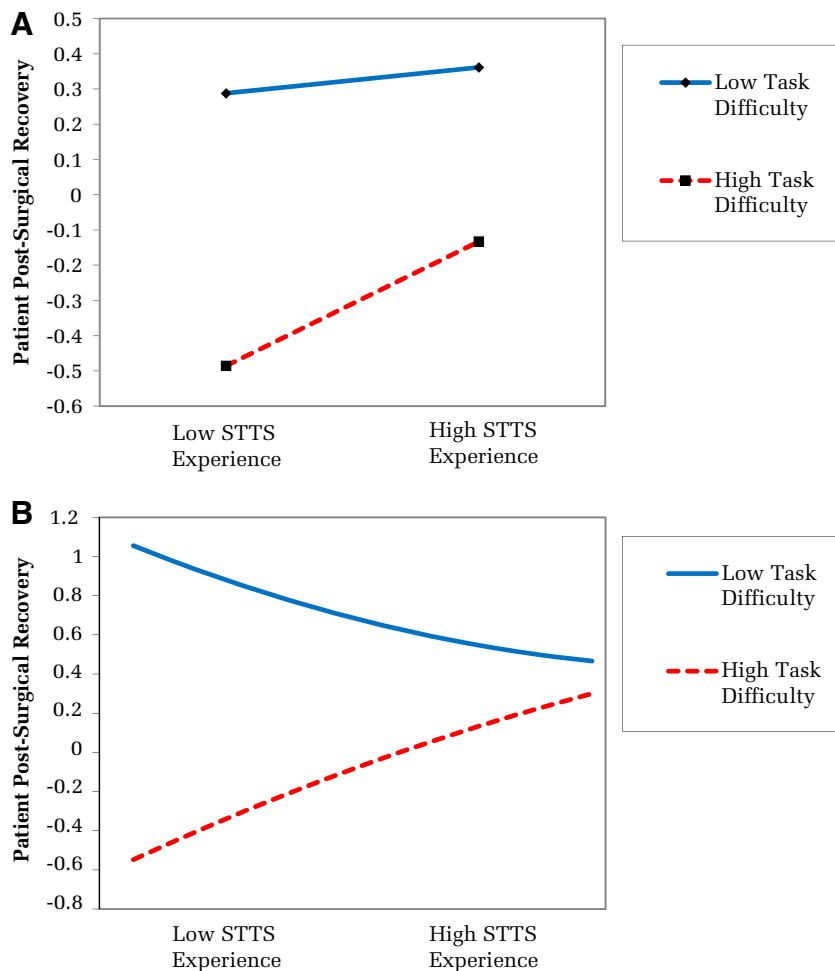 A
Patient Post-Surgical Recovery
0.5
0.4
0.3
0.2
0.1
0
-0.1
-0.2
-0.3
-0.4
-0.5
-0.6
Low STTS
Experience
High STTS
Experience
Low Task
Difficulty
High Task
Difficulty
B
Patient Post-Surgical Recovery
1.2
1
0.8
0.6
0.4
0.2
0
-0.2
-0.4
-0.6
-0.8
Low STTS
Experience
High STTS
Experience
Low Task
Difficulty
High Task
Difficulty